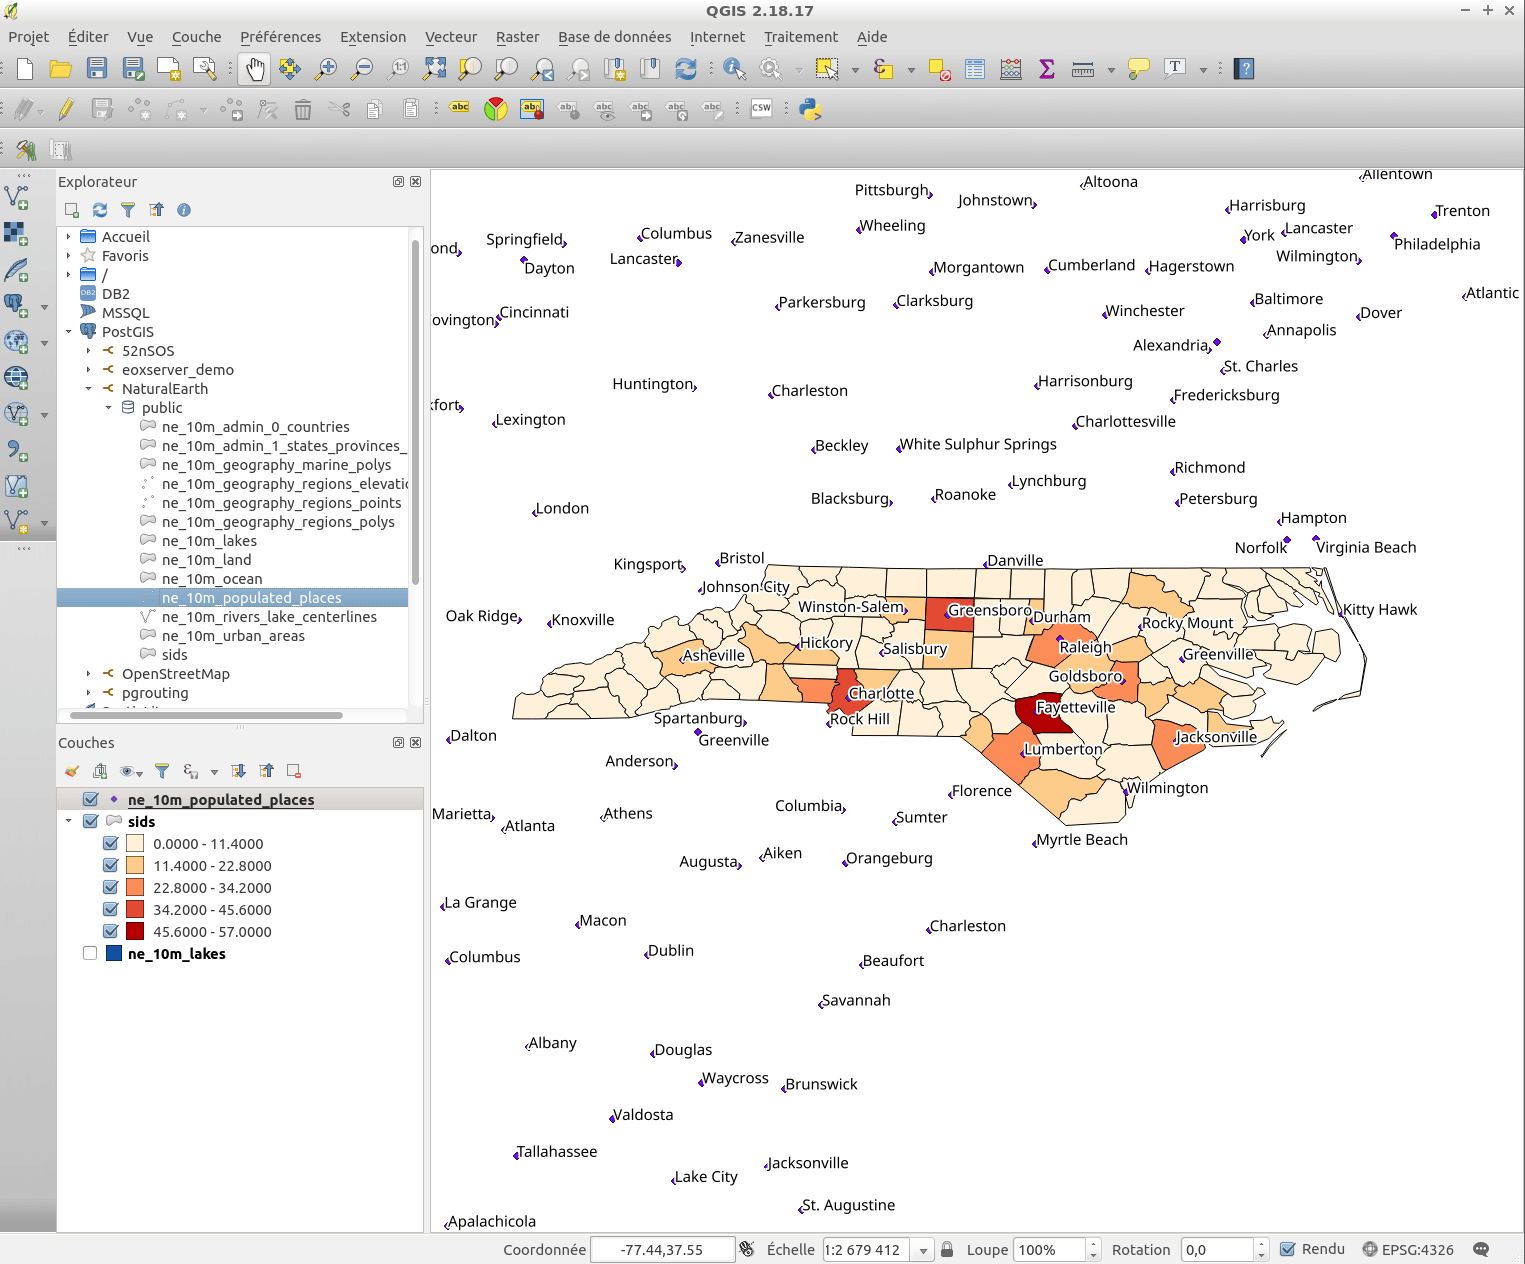 QGIS 2.18.17
Projet Éditer Vue Couche Préférences Extension Vecteur Raster Base de données Internet Traitement Aide
Explorateur
Accueil
Favoris
/
DB2
MSSQL
PostGIS
52nSOS
eoxserver_demo
NaturalEarth
public
ne_10m_admin_0_countries
ne_10m_admin_1_states_provinces_
ne_10m_geography_marine_polys
ne_10m_geography_regions_elevatio
ne_10m_geography_regions_points
ne_10m_geography_regions_polys
ne_10m_lakes
ne_10m_land
ne_10m_ocean
ne_10m_populated_places
ne_10m_rivers_lake_centerlines
ne_10m_urban_areas
sids
OpenStreetMap
pgrouting
Couches
ne_10m_populated_places
sids
0.0000 - 11.4000
11.4000 - 22.8000
22.8000 - 34.2000
34.2000 - 45.6000
45.6000 - 57.0000
ne_10m_lakes
Allentown
Altoona
Pittsburgh
Johnstown
Harrisburg
Trenton
Wheeling
Lancaster
Columbus
Zanesville
Springfield
York
Philadelphia
ond
Lancaster
Wilmington
Dayton
Morgantown
Cumberland
Hagerstown
Atlantic
Parkersburg
Clarksburg
Baltimore
Cincinnati
ovington
Winchester
Dover
Annapolis
Alexandria
St. Charles
Huntington
Charleston
Harrisonburg
Fredericksburg
kfort
Lexington
Charlottesville
Beckley
White Sulphur Springs
Richmond
Lynchburg
Blacksburg
Roanoke
Petersburg
London
Hampton
Norfolk
Virginia Beach
Kingsport
Bristol
Danville
Johnson City
Winston-Salem
Greensboro
Durham
Kitty Hawk
Oak Ridge
Knoxville
Rocky Mount
Hickory
Salisbury
Raleigh
Asheville
Greenville
Goldsboro
Charlotte
Fayetteville
Spartanburg
Rock Hill
Dalton
Greenville
Jacksonville
Lumberton
Anderson
Wilmington
Florence
Columbia
Marietta
Athens
Sumter
Atlanta
Myrtle Beach
Aiken
Augusta
Orangeburg
La Grange
Macon
Charleston
Dublin
Columbus
Beaufort
Savannah
Albany
Douglas
Waycross
Brunswick
Valdosta
Tallahassee
Jacksonville
Lake City
St. Augustine
Apalachicola
Coordonnée -77.44,37.55 Échelle 1:2 679 412 Loupe 100% Rotation 0,0 Rendu EPSG:4326